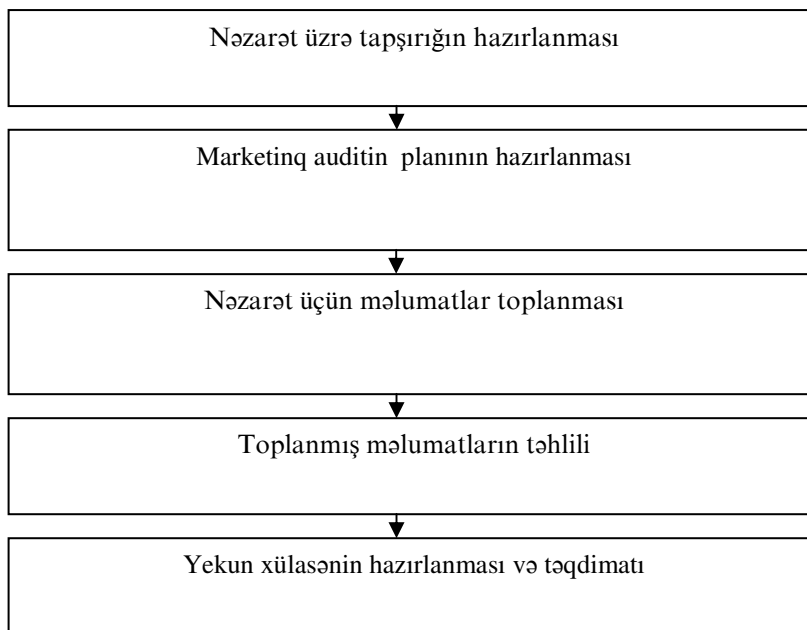 Nəzarət üzrə tapşırığın hazırlanması
Marketinq auditin planının hazırlanması
Nəzarət üçün məlumatlar toplanması
Toplanmış məlumatların təhlili
Yekun xülasənin hazırlanması və təqdimatı